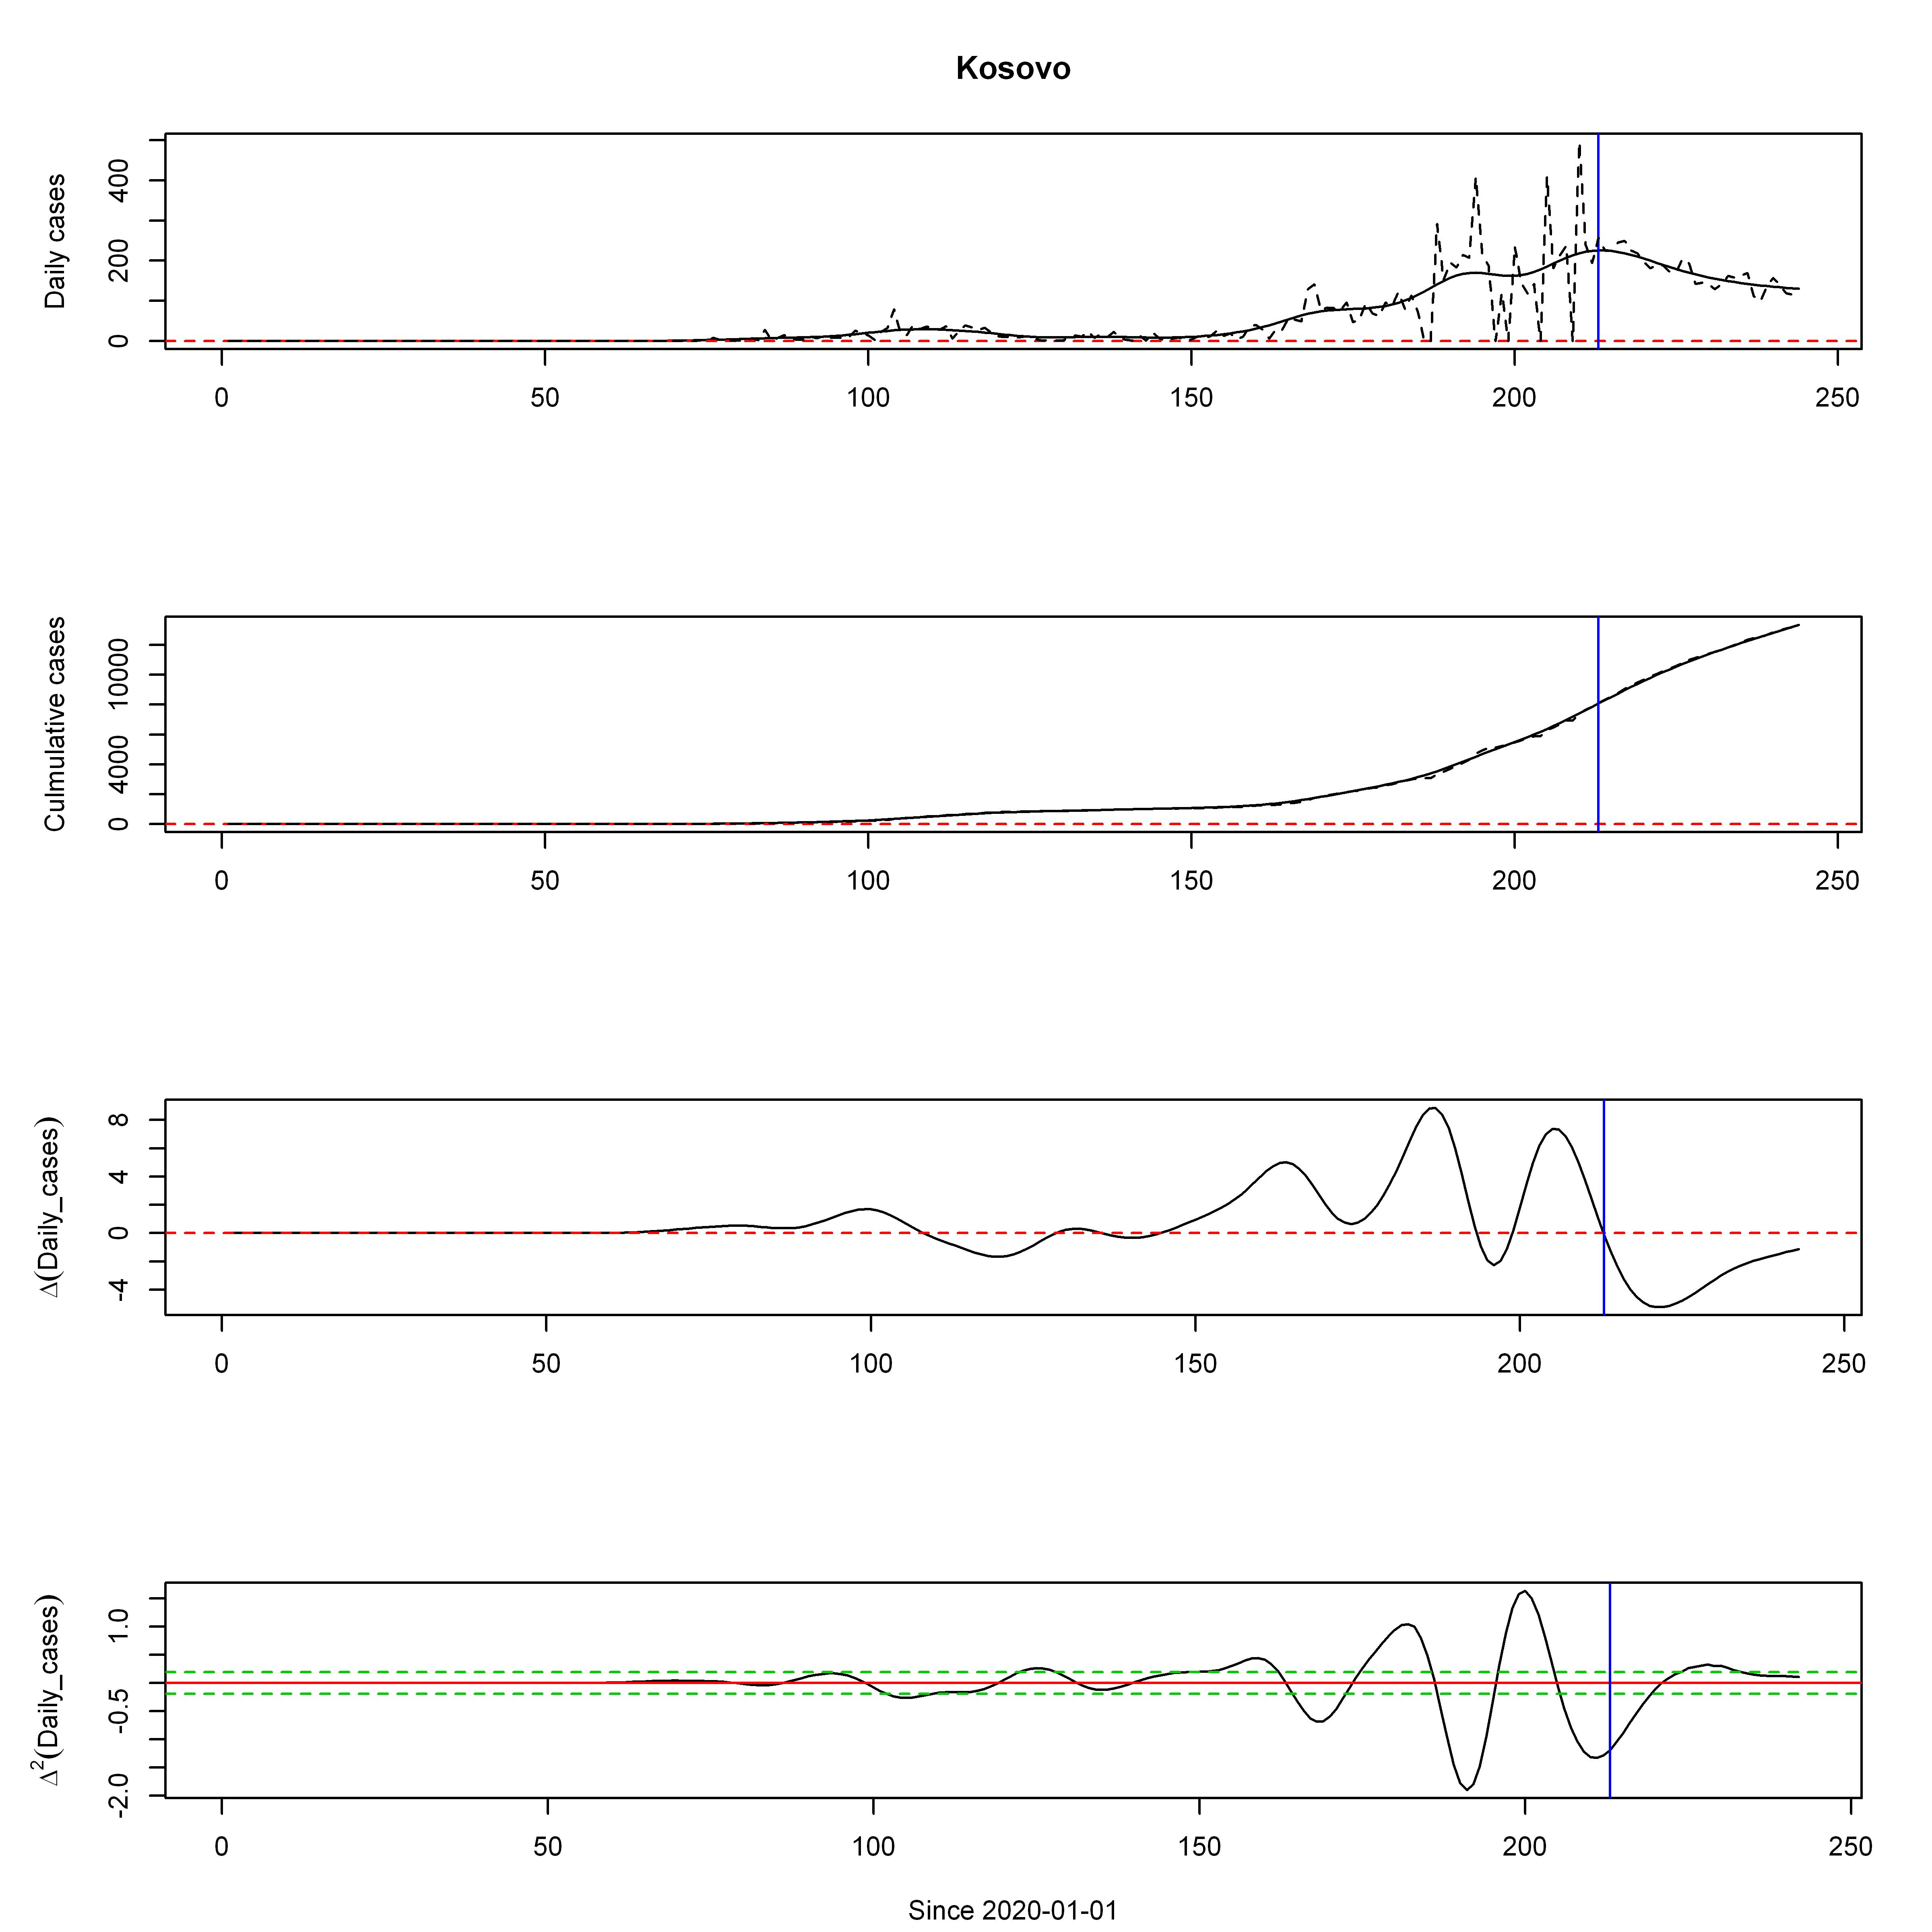 Kosovo
Daily cases
0 200 400
0 50 100 150 200 250
Culmulative cases
0 4000 10000
0 50 100 150 200 250
Δ(Daily_cases)
-4 0 4 8
0 50 100 150 200 250
Δ²(Daily_cases)
-2.0 -0.5 1.0
0 50 100 150 200 250
Since 2020-01-01